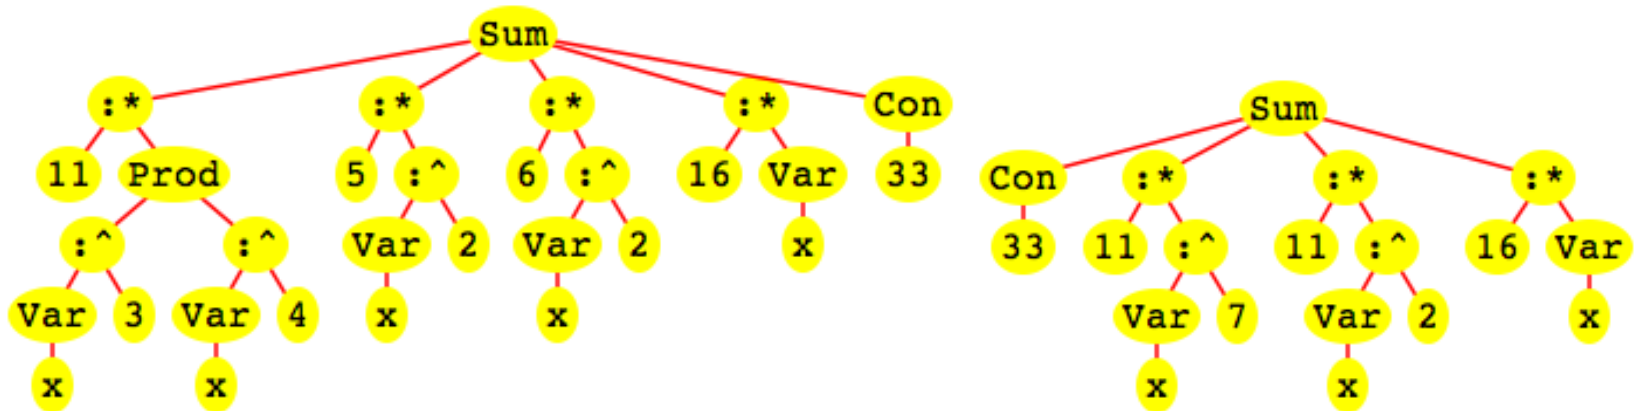 Sum
:* :* :* :* Con
11 Prod 5 :^ 6 :^ 16 Var 33
:^ :^ Var 2 Var 2 x
Var 3 Var 4 x x
x x
Sum
Con :* :* :*
33 11 :^ 11 :^ 16 Var
Var 7 Var 2 x
x x